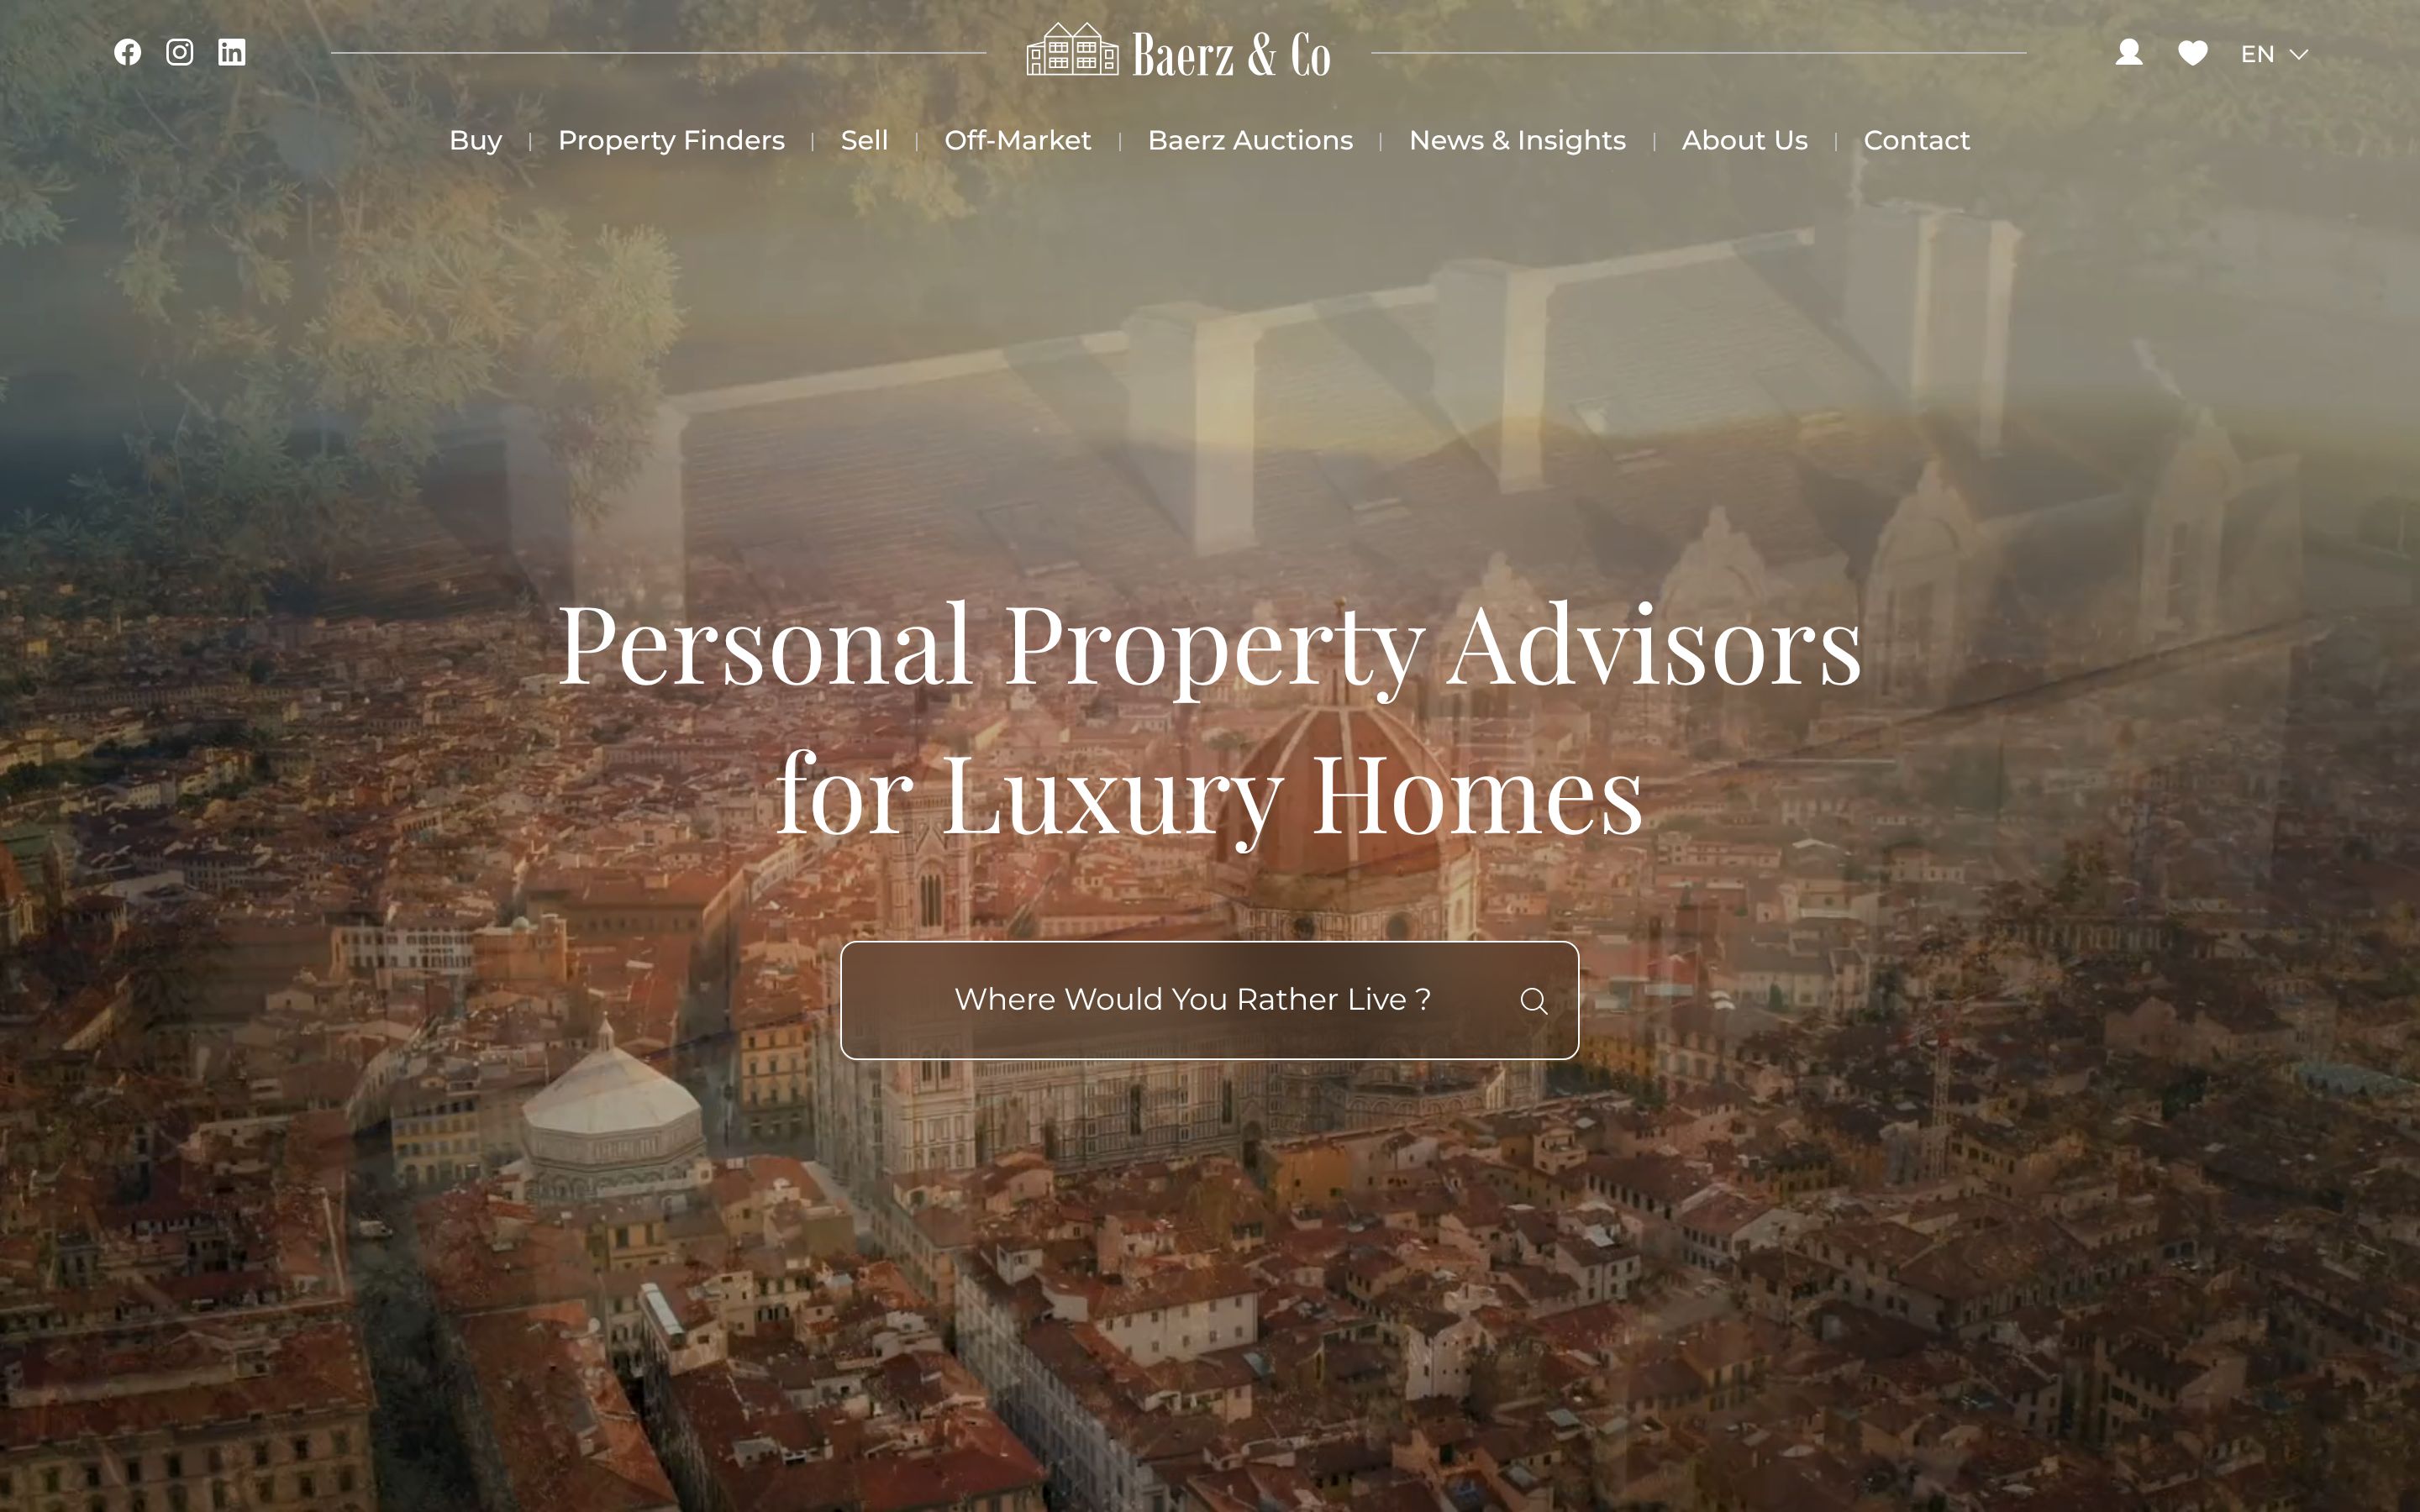 Baerz & Co
EN
Buy | Property Finders | Sell | Off-Market | Baerz Auctions | News & Insights | About Us | Contact
Personal Property Advisors
for Luxury Homes
Where Would You Rather Live ?